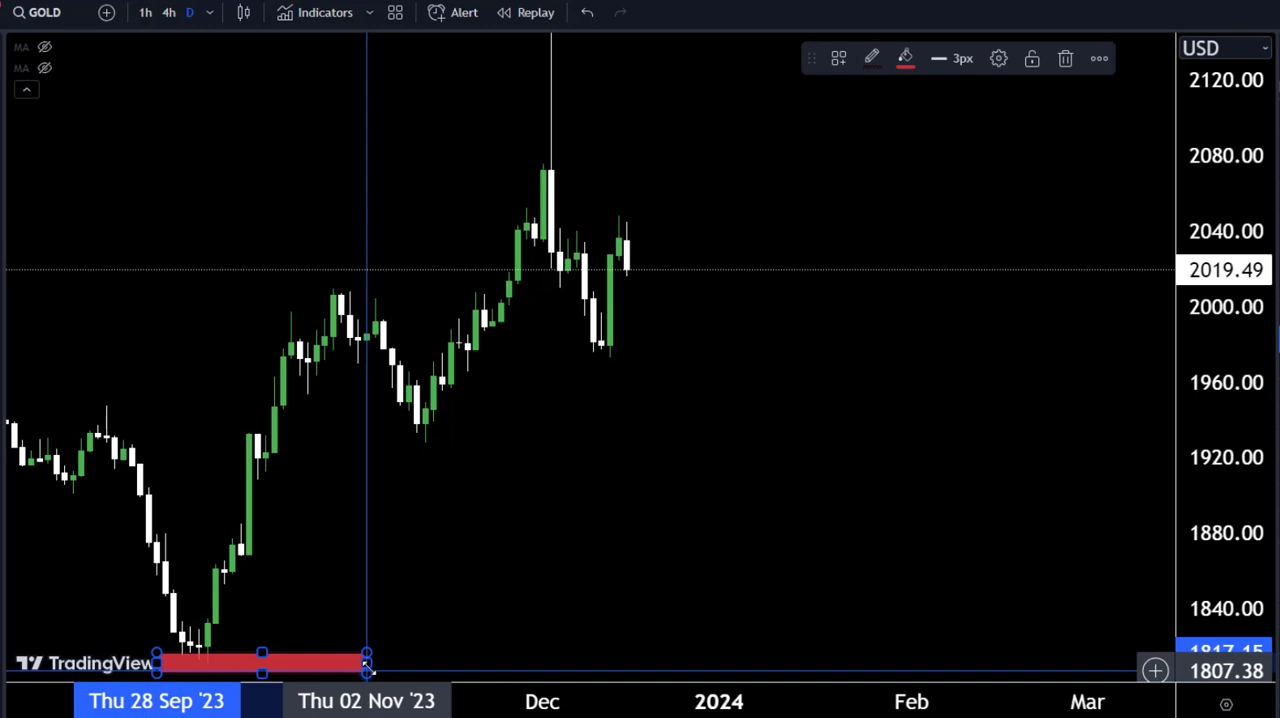 GOLD 1h 4h D Indicators Alert Replay
MA
MA
3px
USD
2120.00
2080.00
2040.00
2019.49
2000.00
1960.00
1920.00
1880.00
1840.00
1817.15
1807.38
TradingView
Thu 28 Sep '23 Thu 02 Nov '23 Dec 2024 Feb Mar